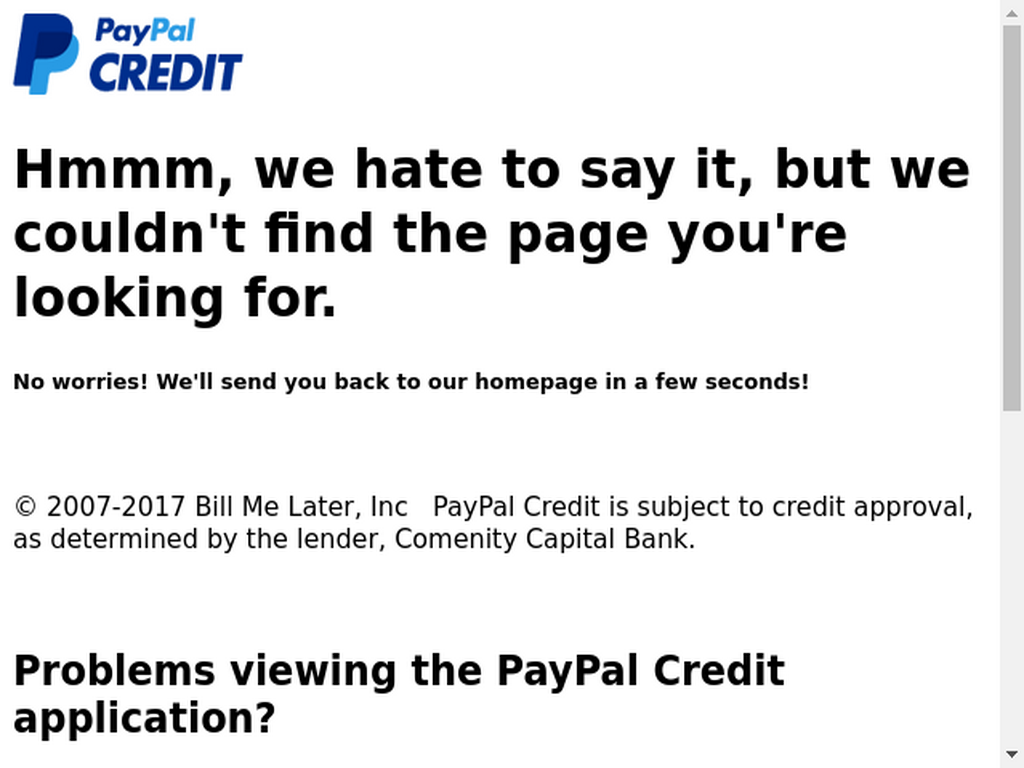 PayPal
CREDIT
Hmmm, we hate to say it, but we
couldn't find the page you're
looking for.
No worries! We'll send you back to our homepage in a few seconds!
© 2007-2017 Bill Me Later, Inc   PayPal Credit is subject to credit approval,
as determined by the lender, Comenity Capital Bank.
Problems viewing the PayPal Credit
application?